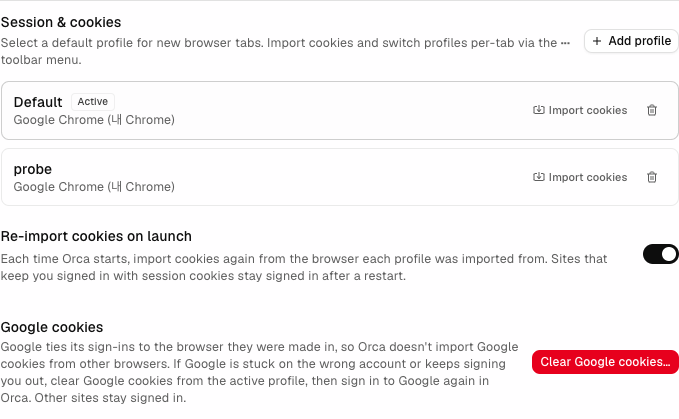 Session & cookies
Select a default profile for new browser tabs. Import cookies and switch profiles per-tab via the ···
toolbar menu.
+ Add profile
Default Active
Google Chrome (내 Chrome)
Import cookies
probe
Google Chrome (내 Chrome)
Import cookies
Re-import cookies on launch
Each time Orca starts, import cookies again from the browser each profile was imported from. Sites that
keep you signed in with session cookies stay signed in after a restart.
Google cookies
Google ties its sign-ins to the browser they were made in, so Orca doesn't import Google
cookies from other browsers. If Google is stuck on the wrong account or keeps signing
you out, clear Google cookies from the active profile, then sign in to Google again in
Orca. Other sites stay signed in.
Clear Google cookies...